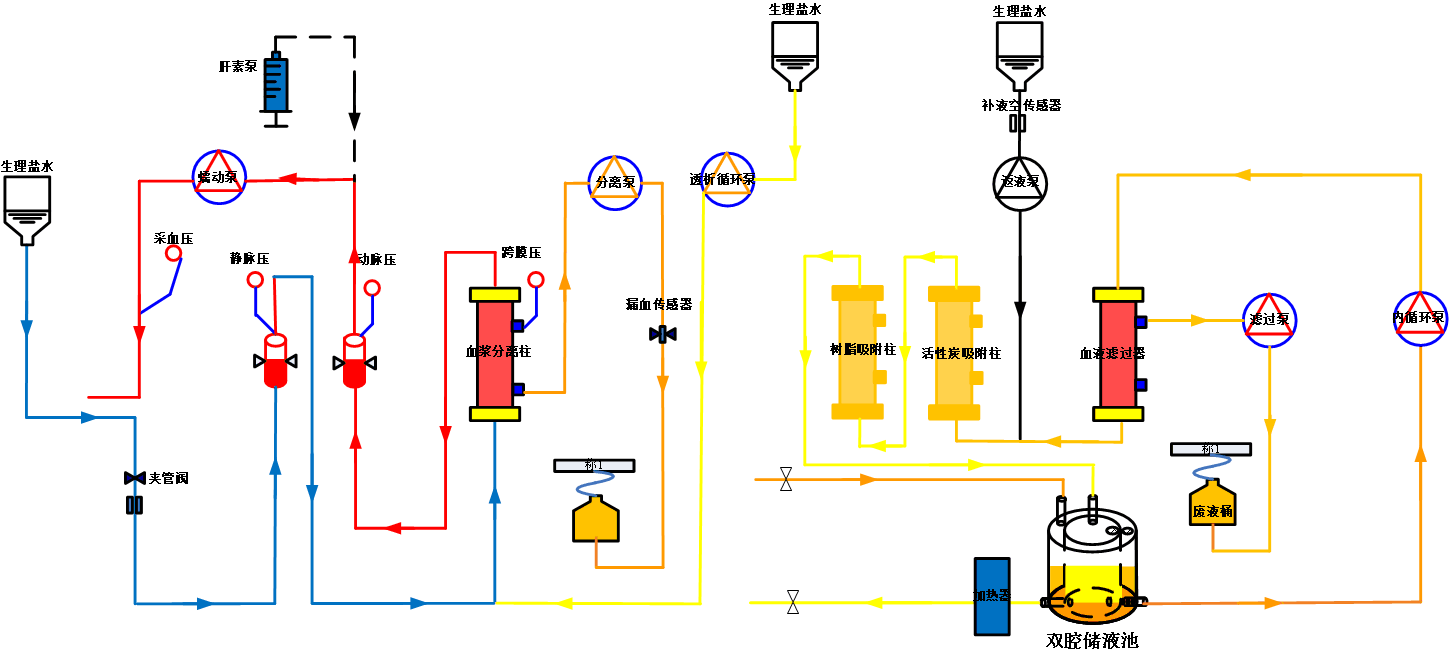 生理盐水
生理盐水
肝素泵
补液空传感器
生理盐水
蠕动泵
分离泵
透析循环泵
返液泵
采血压
静脉压
动脉压
跨膜压
漏血传感器
滤过泵
内循环泵
血浆分离柱
树脂吸附柱
活性炭吸附柱
血液滤过器
称1
称1
夹管阀
废液桶
加热器
双腔储液池